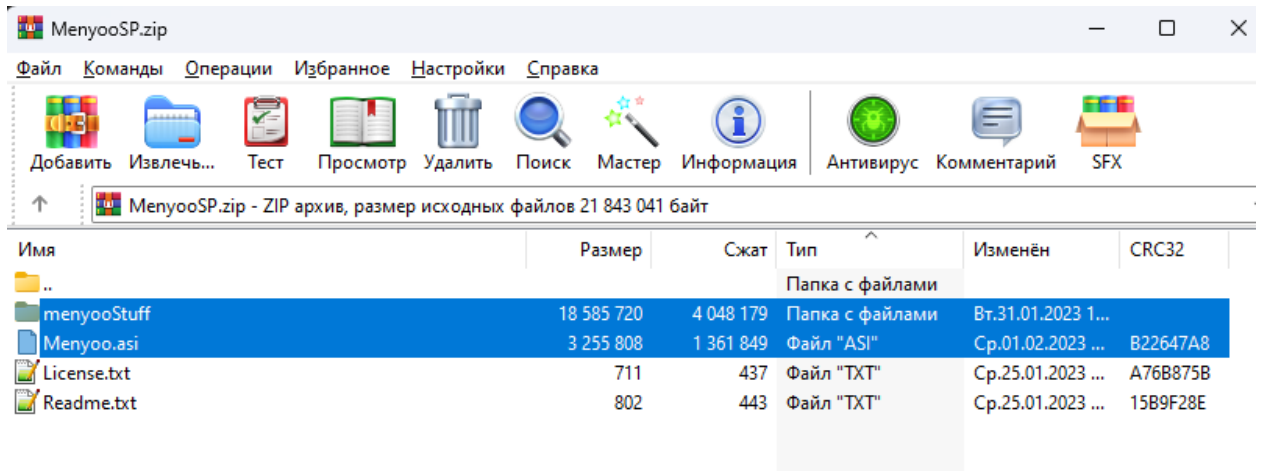 MenyooSP.zip
Файл Команды Операции Избранное Настройки Справка
Добавить Извлечь... Тест Просмотр Удалить Поиск Мастер Информация Антивирус Комментарий SFX
MenyooSP.zip - ZIP архив, размер исходных файлов 21 843 041 байт
Имя Размер Сжат Тип Изменён CRC32
.. Папка с файлами
menyooStuff 18 585 720 4 048 179 Папка с файлами Вт.31.01.2023 1...
Menyoo.asi 3 255 808 1 361 849 Файл "ASI" Ср.01.02.2023 ... B22647A8
License.txt 711 437 Файл "TXT" Ср.25.01.2023 ... A76B875B
Readme.txt 802 443 Файл "TXT" Ср.25.01.2023 ... 15B9F28E